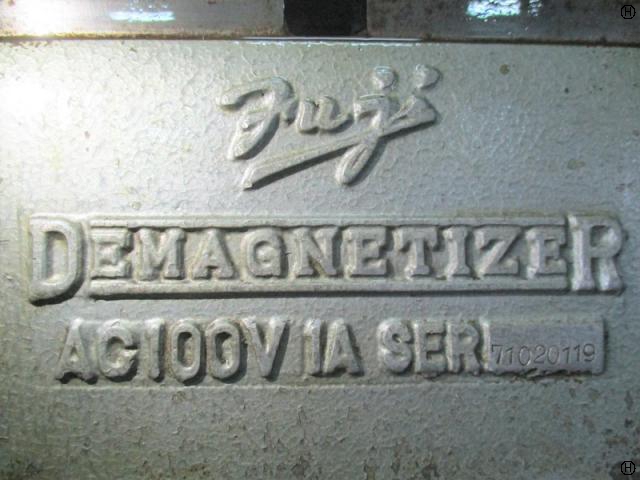 Fuji
DEMAGNETIZER
AC100V 1A SER 71020119